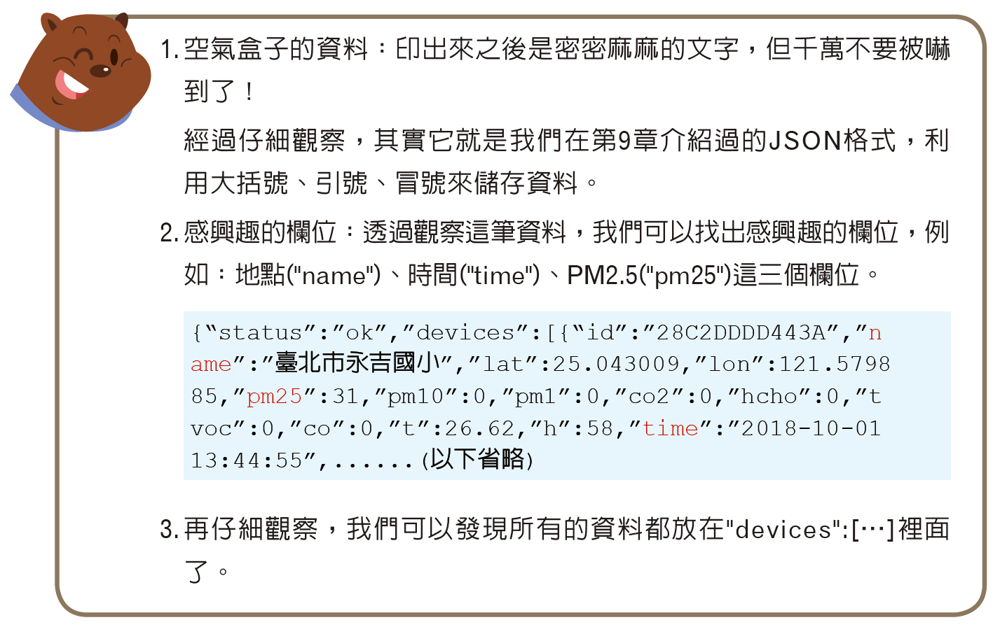 1. 空氣盒子的資料：印出來之後是密密麻麻的文字，但千萬不要被嚇
到了！
經過仔細觀察，其實它就是我們在第9章介紹過的JSON格式，利
用大括號、引號、冒號來儲存資料。
2. 感興趣的欄位：透過觀察這筆資料，我們可以找出感興趣的欄位，例
如：地點("name")、時間("time")、PM2.5("pm25")這三個欄位。
{“status”:”ok”,”devices”:[{“id”:”28C2DDDD443A”,”n
ame”:”臺北市永吉國小”,”lat”:25.043009,”lon”:121.5798
85,”pm25”:31,”pm10”:0,”pm1”:0,”co2”:0,”hcho”:0,”t
voc”:0,”co”:0,”t”:26.62,”h”:58,”time”:”2018-10-01
13:44:55”,......(以下省略)
3. 再仔細觀察，我們可以發現所有的資料都放在"devices":[…]裡面
了。